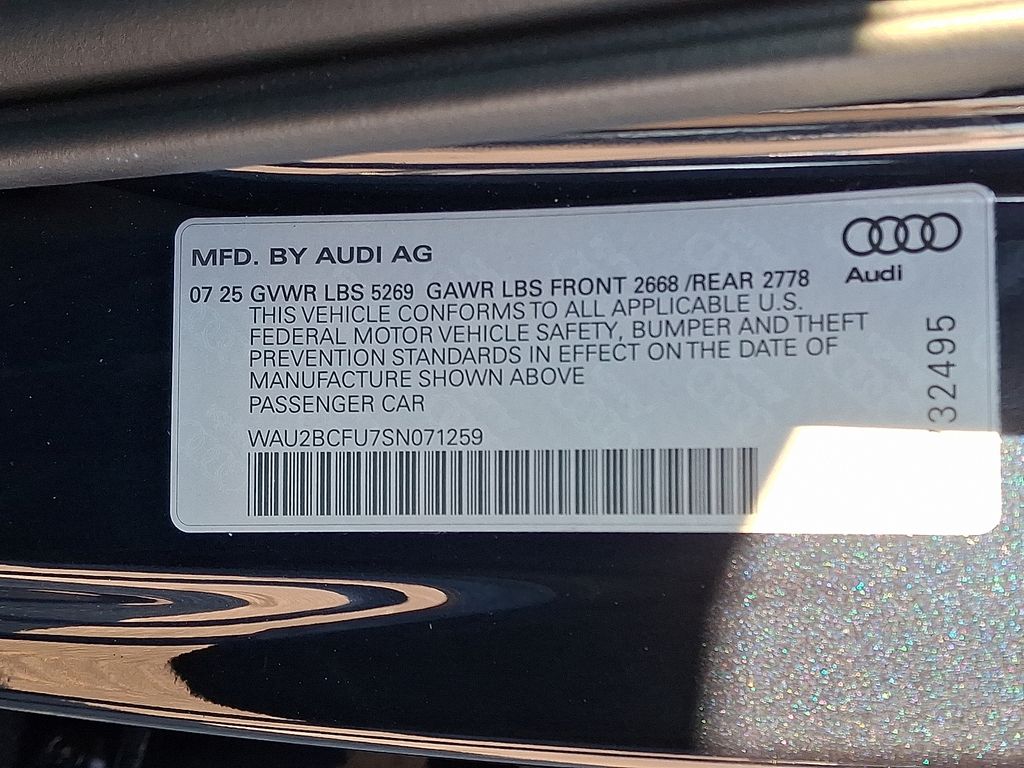 MFD. BY AUDI AG
Audi
07 25 GVWR LBS 5269 GAWR LBS FRONT 2668 /REAR 2778
THIS VEHICLE CONFORMS TO ALL APPLICABLE U.S.
FEDERAL MOTOR VEHICLE SAFETY, BUMPER AND THEFT
PREVENTION STANDARDS IN EFFECT ON THE DATE OF
MANUFACTURE SHOWN ABOVE
PASSENGER CAR
WAU2BCFU7SN071259
32495